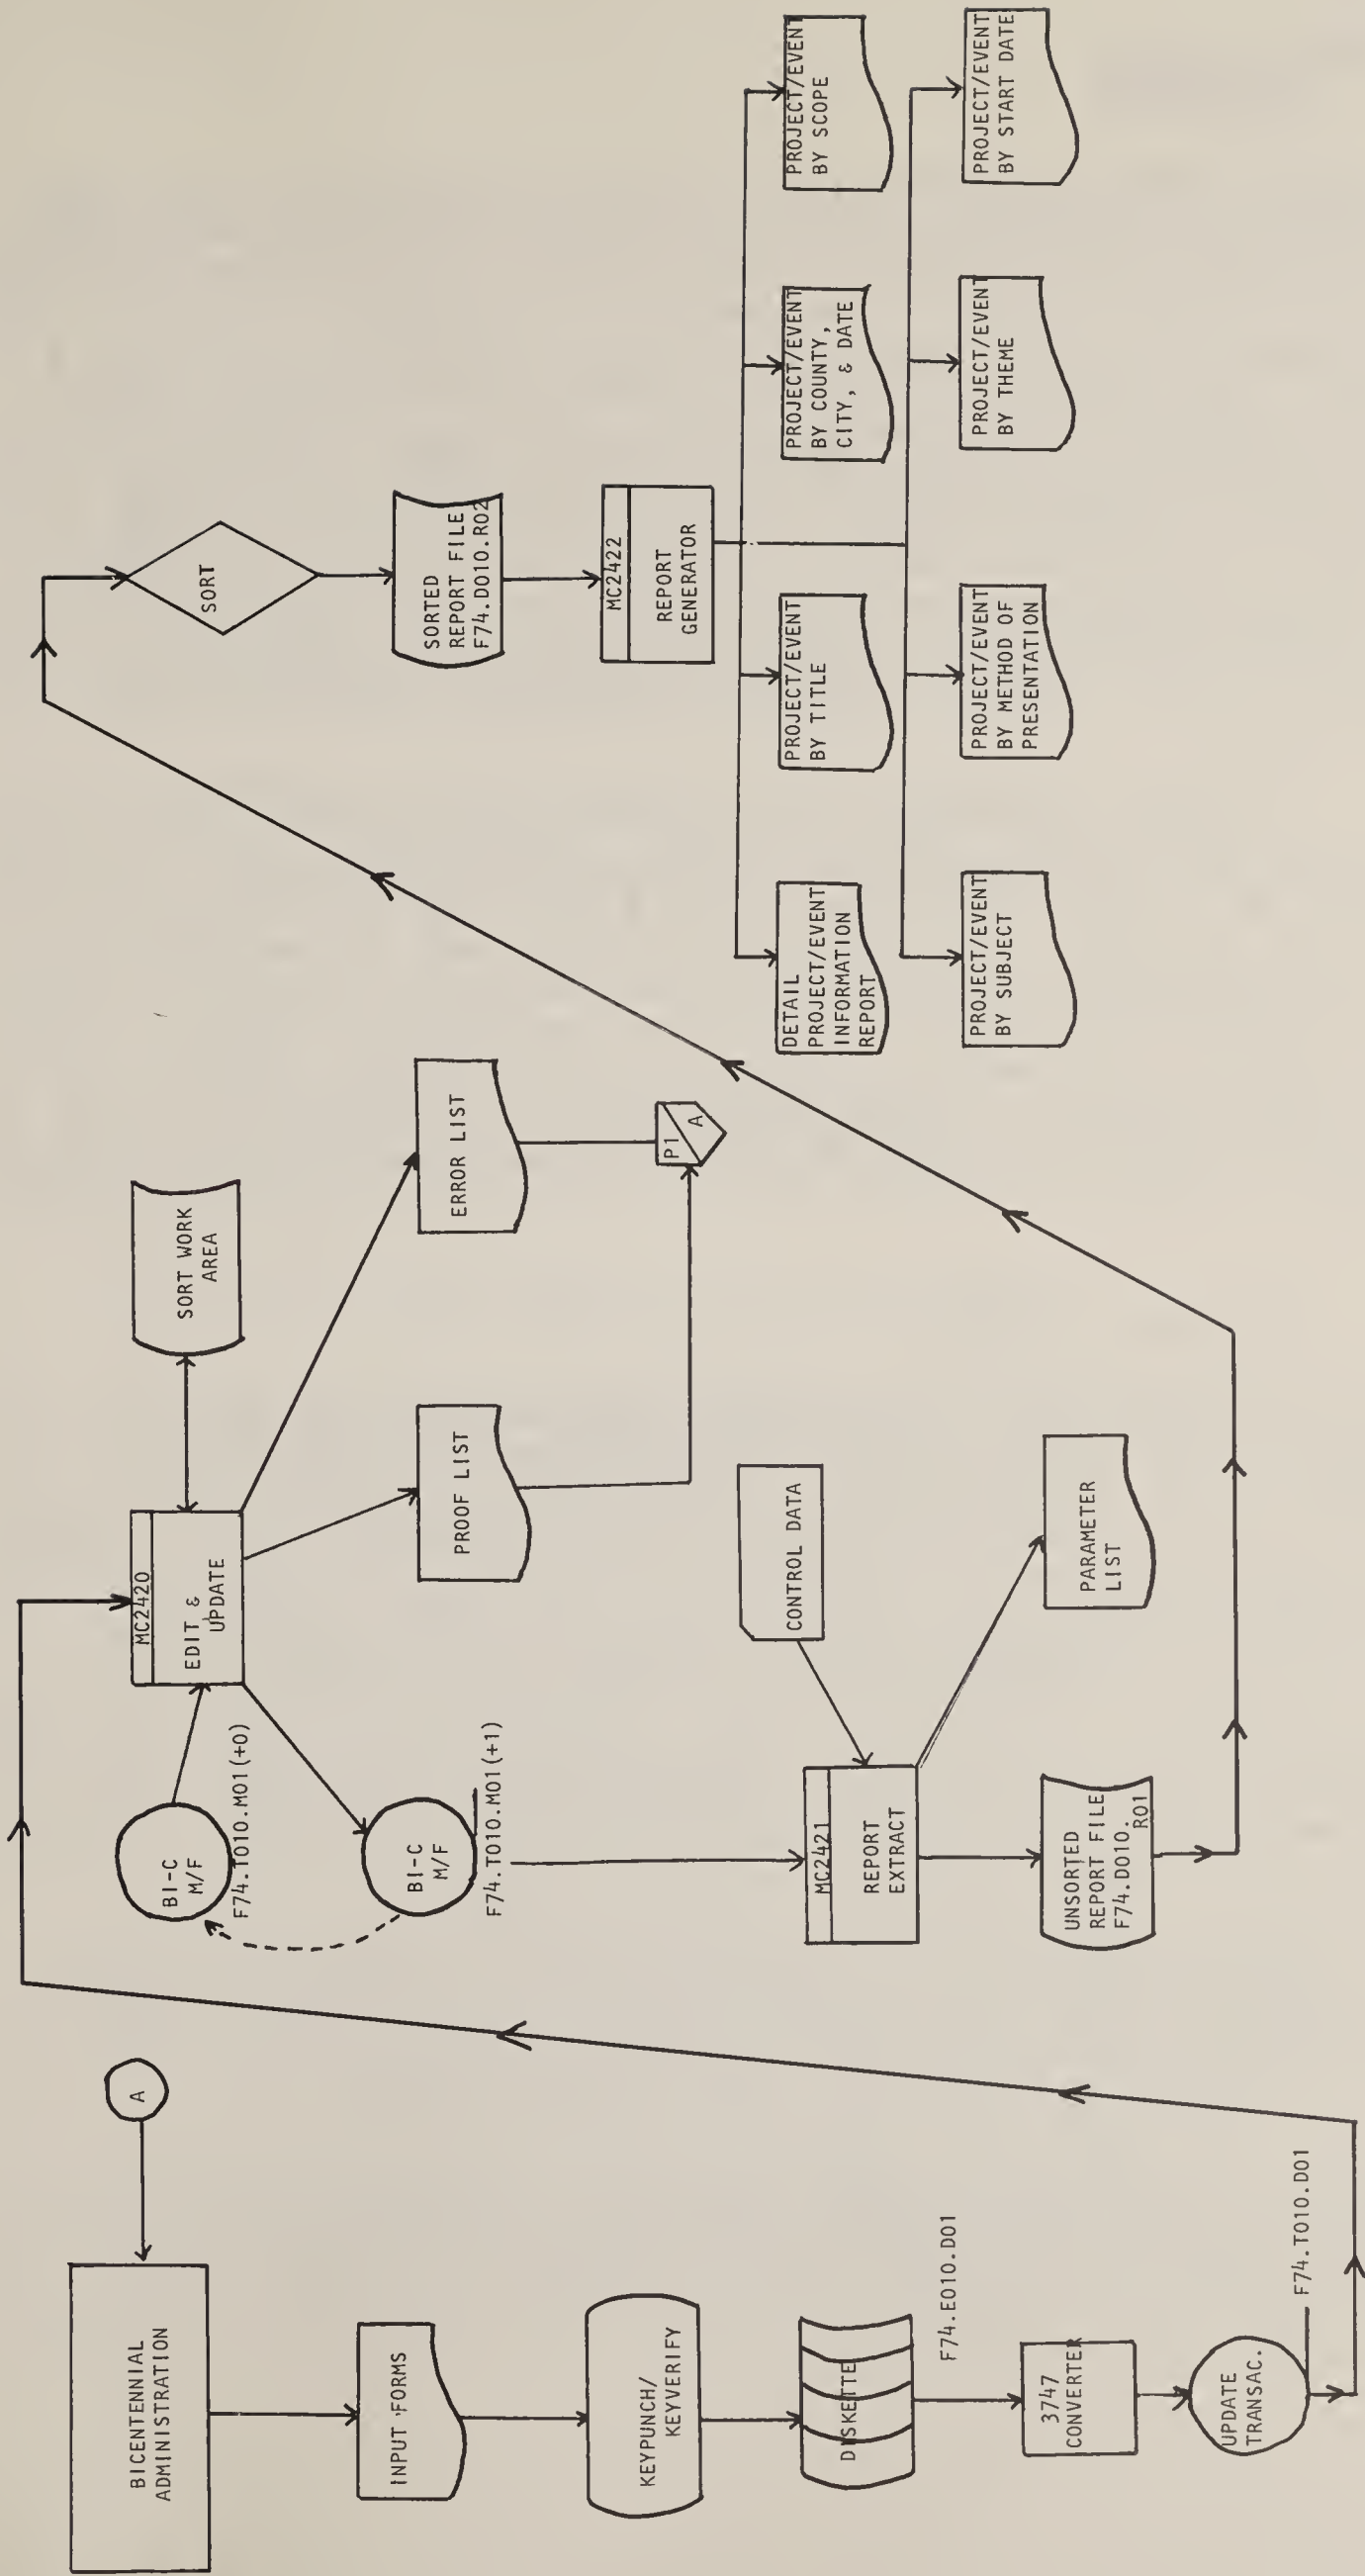 A
BICENTENNIAL
ADMINISTRATION
INPUT FORMS
KEYPUNCH/
KEYVERIFY
DISKETTE
F74.E010.D01
3747
CONVERTER
UPDATE
TRANSAC.
F74.T010.D01
MC2420
EDIT &
UPDATE
SORT WORK
AREA
BI-C
M/F
F74.T010.M01(+0)
BI-C
M/F
F74.T010.M01(+1)
PROOF LIST
ERROR LIST
P1
A
CONTROL DATA
MC2421
REPORT
EXTRACT
PARAMETER
LIST
UNSORTED
REPORT FILE
F74.D010.
R01
SORT
SORTED
REPORT FILE
F74.D010.R02
MC2422
REPORT
GENERATOR
DETAIL
PROJECT/EVENT
INFORMATION
REPORT
PROJECT/EVENT
BY TITLE
PROJECT/EVENT
BY COUNTY,
CITY, & DATE
PROJECT/EVENT
BY SCOPE
PROJECT/EVENT
BY SUBJECT
PROJECT/EVENT
BY METHOD OF
PRESENTATION
PROJECT/EVENT
BY THEME
PROJECT/EVENT
BY START DATE